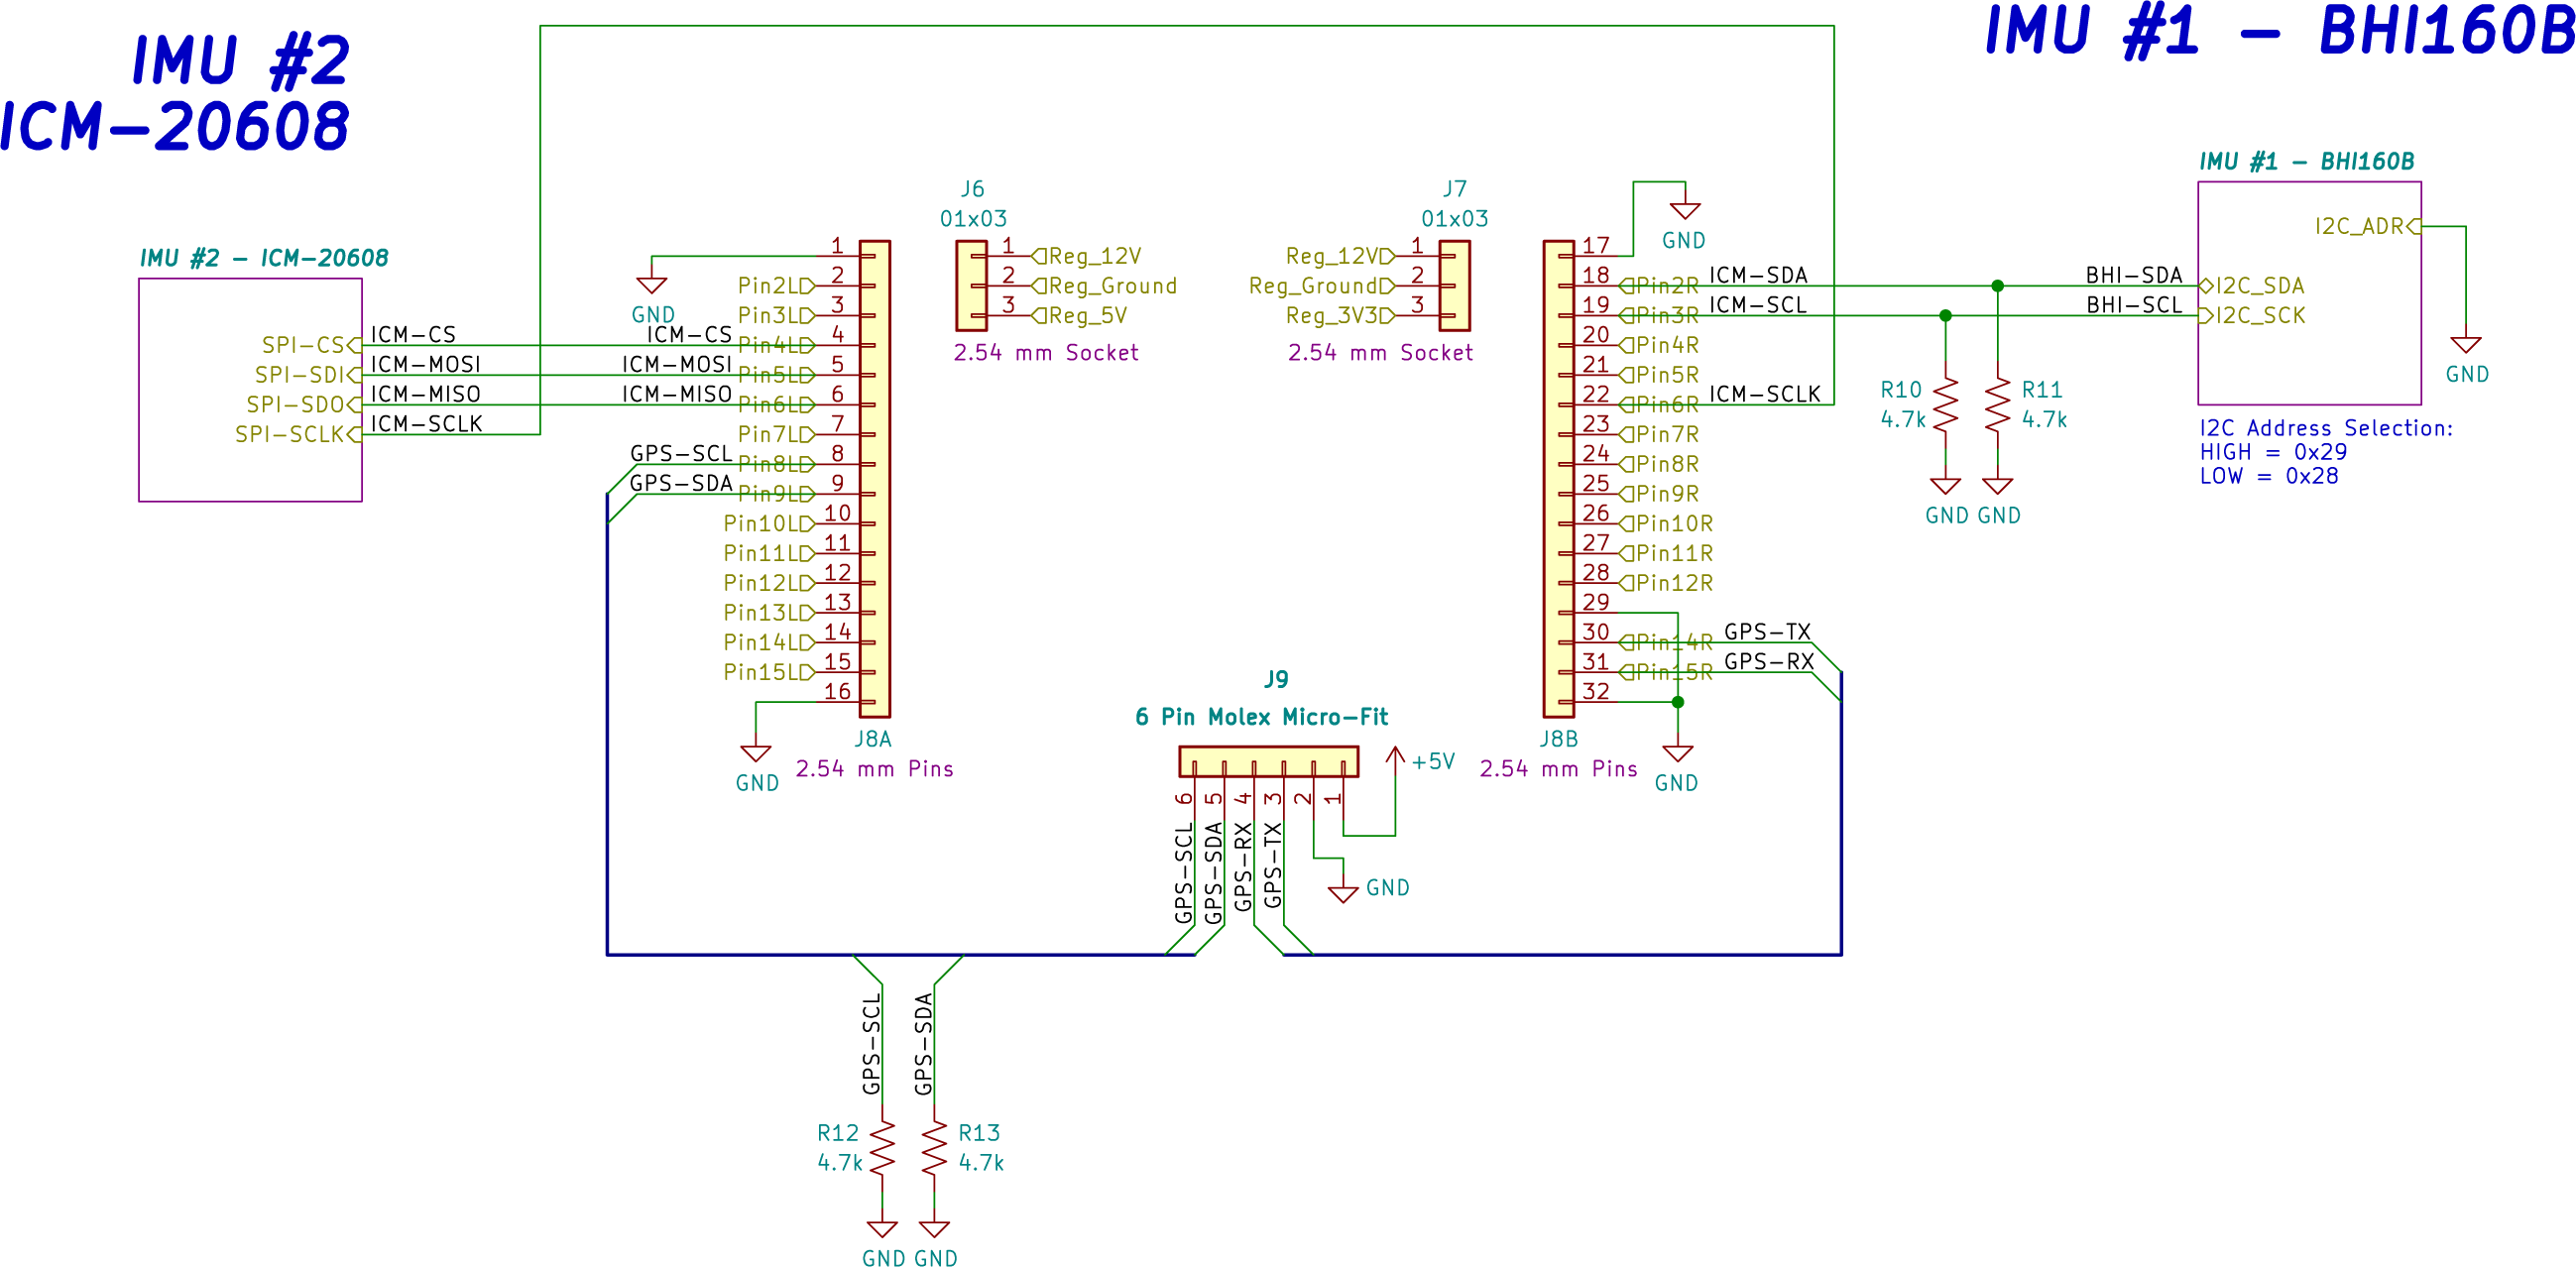 IMU #2
ICM-20608
IMU #1 - BHI160B
IMU #2 - ICM-20608
SPI-CS
SPI-SDI
SPI-SDO
SPI-SCLK
ICM-CS
ICM-MOSI
ICM-MISO
ICM-SCLK
GND
ICM-CS
ICM-MOSI
ICM-MISO
GPS-SCL
GPS-SDA
Pin2L
Pin3L
Pin4L
Pin5L
Pin6L
Pin7L
Pin8L
Pin9L
Pin10L
Pin11L
Pin12L
Pin13L
Pin14L
Pin15L
1
2
3
4
5
6
7
8
9
10
11
12
13
14
15
16
GND
J8A
2.54 mm Pins
J6
01x03
1
2
3
Reg_12V
Reg_Ground
Reg_5V
2.54 mm Socket
J7
01x03
Reg_12V
Reg_Ground
Reg_3V3
1
2
3
2.54 mm Socket
17
18
19
20
21
22
23
24
25
26
27
28
29
30
31
32
Pin2R
Pin3R
Pin4R
Pin5R
Pin6R
Pin7R
Pin8R
Pin9R
Pin10R
Pin11R
Pin12R
Pin14R
Pin15R
GND
ICM-SDA
ICM-SCL
ICM-SCLK
GPS-TX
GPS-RX
J8B
2.54 mm Pins
GND
BHI-SDA
BHI-SCL
R10
4.7k
R11
4.7k
GND
GND
IMU #1 - BHI160B
I2C_ADR
I2C_SDA
I2C_SCK
GND
I2C Address Selection:
HIGH = 0x29
LOW = 0x28
J9
6 Pin Molex Micro-Fit
6
5
4
3
2
1
+5V
GPS-SCL
GPS-SDA
GPS-RX
GPS-TX
GND
GPS-SCL
GPS-SDA
R12
4.7k
R13
4.7k
GND
GND